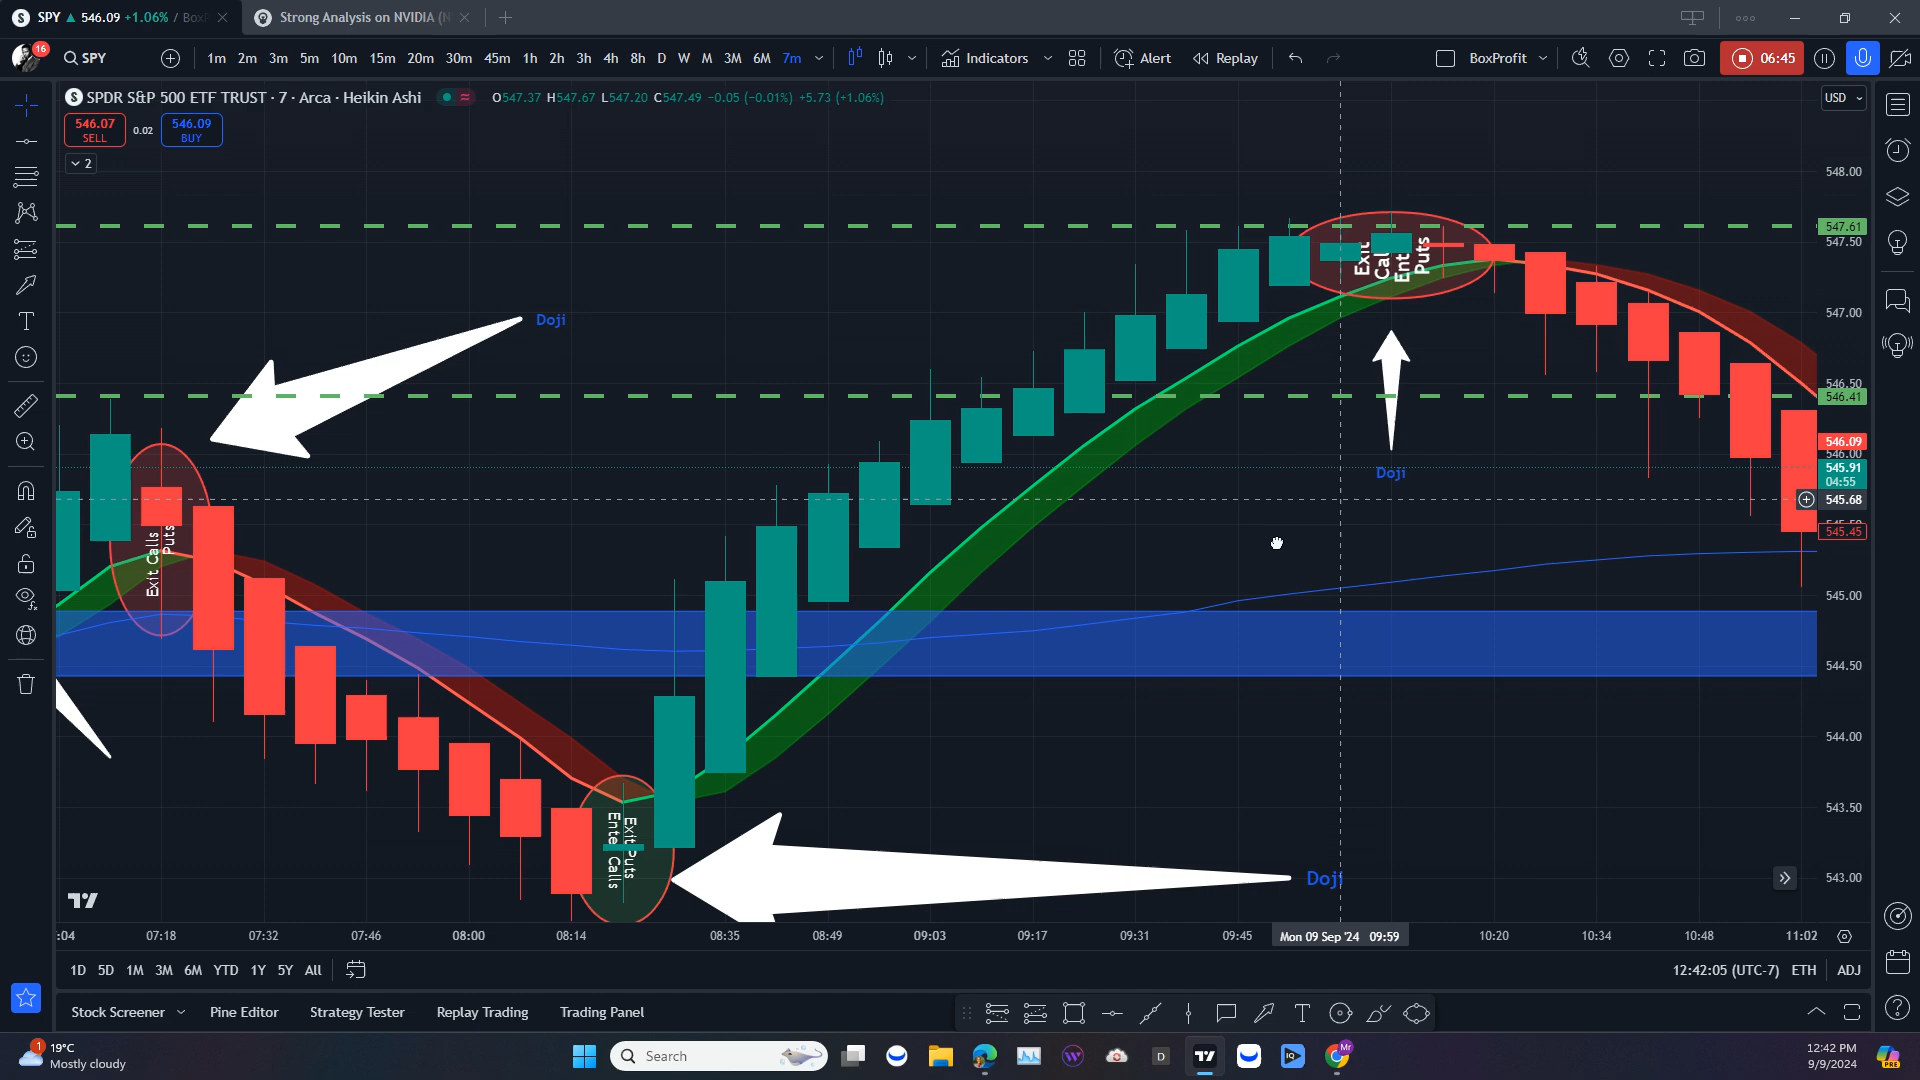 SPY 546.09 +1.06% / Box
Strong Analysis on NVIDIA (N
16
SPY
1m 2m 3m 5m 10m 15m 20m 30m 45m 1h 2h 3h 4h 8h D W M 3M 6M 7m
Indicators
Alert
Replay
BoxProfit
06:45
SPDR S&P 500 ETF TRUST · 7 · Arca · Heikin Ashi
O547.37 H547.67 L547.20 C547.49 −0.05 (−0.01%) +5.73 (+1.06%)
USD
546.07
SELL
0.02
546.09
BUY
2
548.00
547.61
547.50
547.00
546.50
546.41
546.09
546.00
545.91
04:55
545.68
545.45
545.00
544.50
544.00
543.50
543.00
Doji
Exit Calls
Puts
Exit Puts
Enter Calls
Doji
Exit
Calls
Enter
Puts
Doji
:04 07:18 07:32 07:46 08:00 08:14 08:35 08:49 09:03 09:17 09:31 09:45 Mon 09 Sep '24 09:59 10:20 10:34 10:48 11:02
1D 5D 1M 3M 6M YTD 1Y 5Y All
12:42:05 (UTC-7) ETH ADJ
Stock Screener
Pine Editor
Strategy Tester
Replay Trading
Trading Panel
1
19°C
Mostly cloudy
Search
D
IQ
Mr
12:42 PM
9/9/2024
PRE